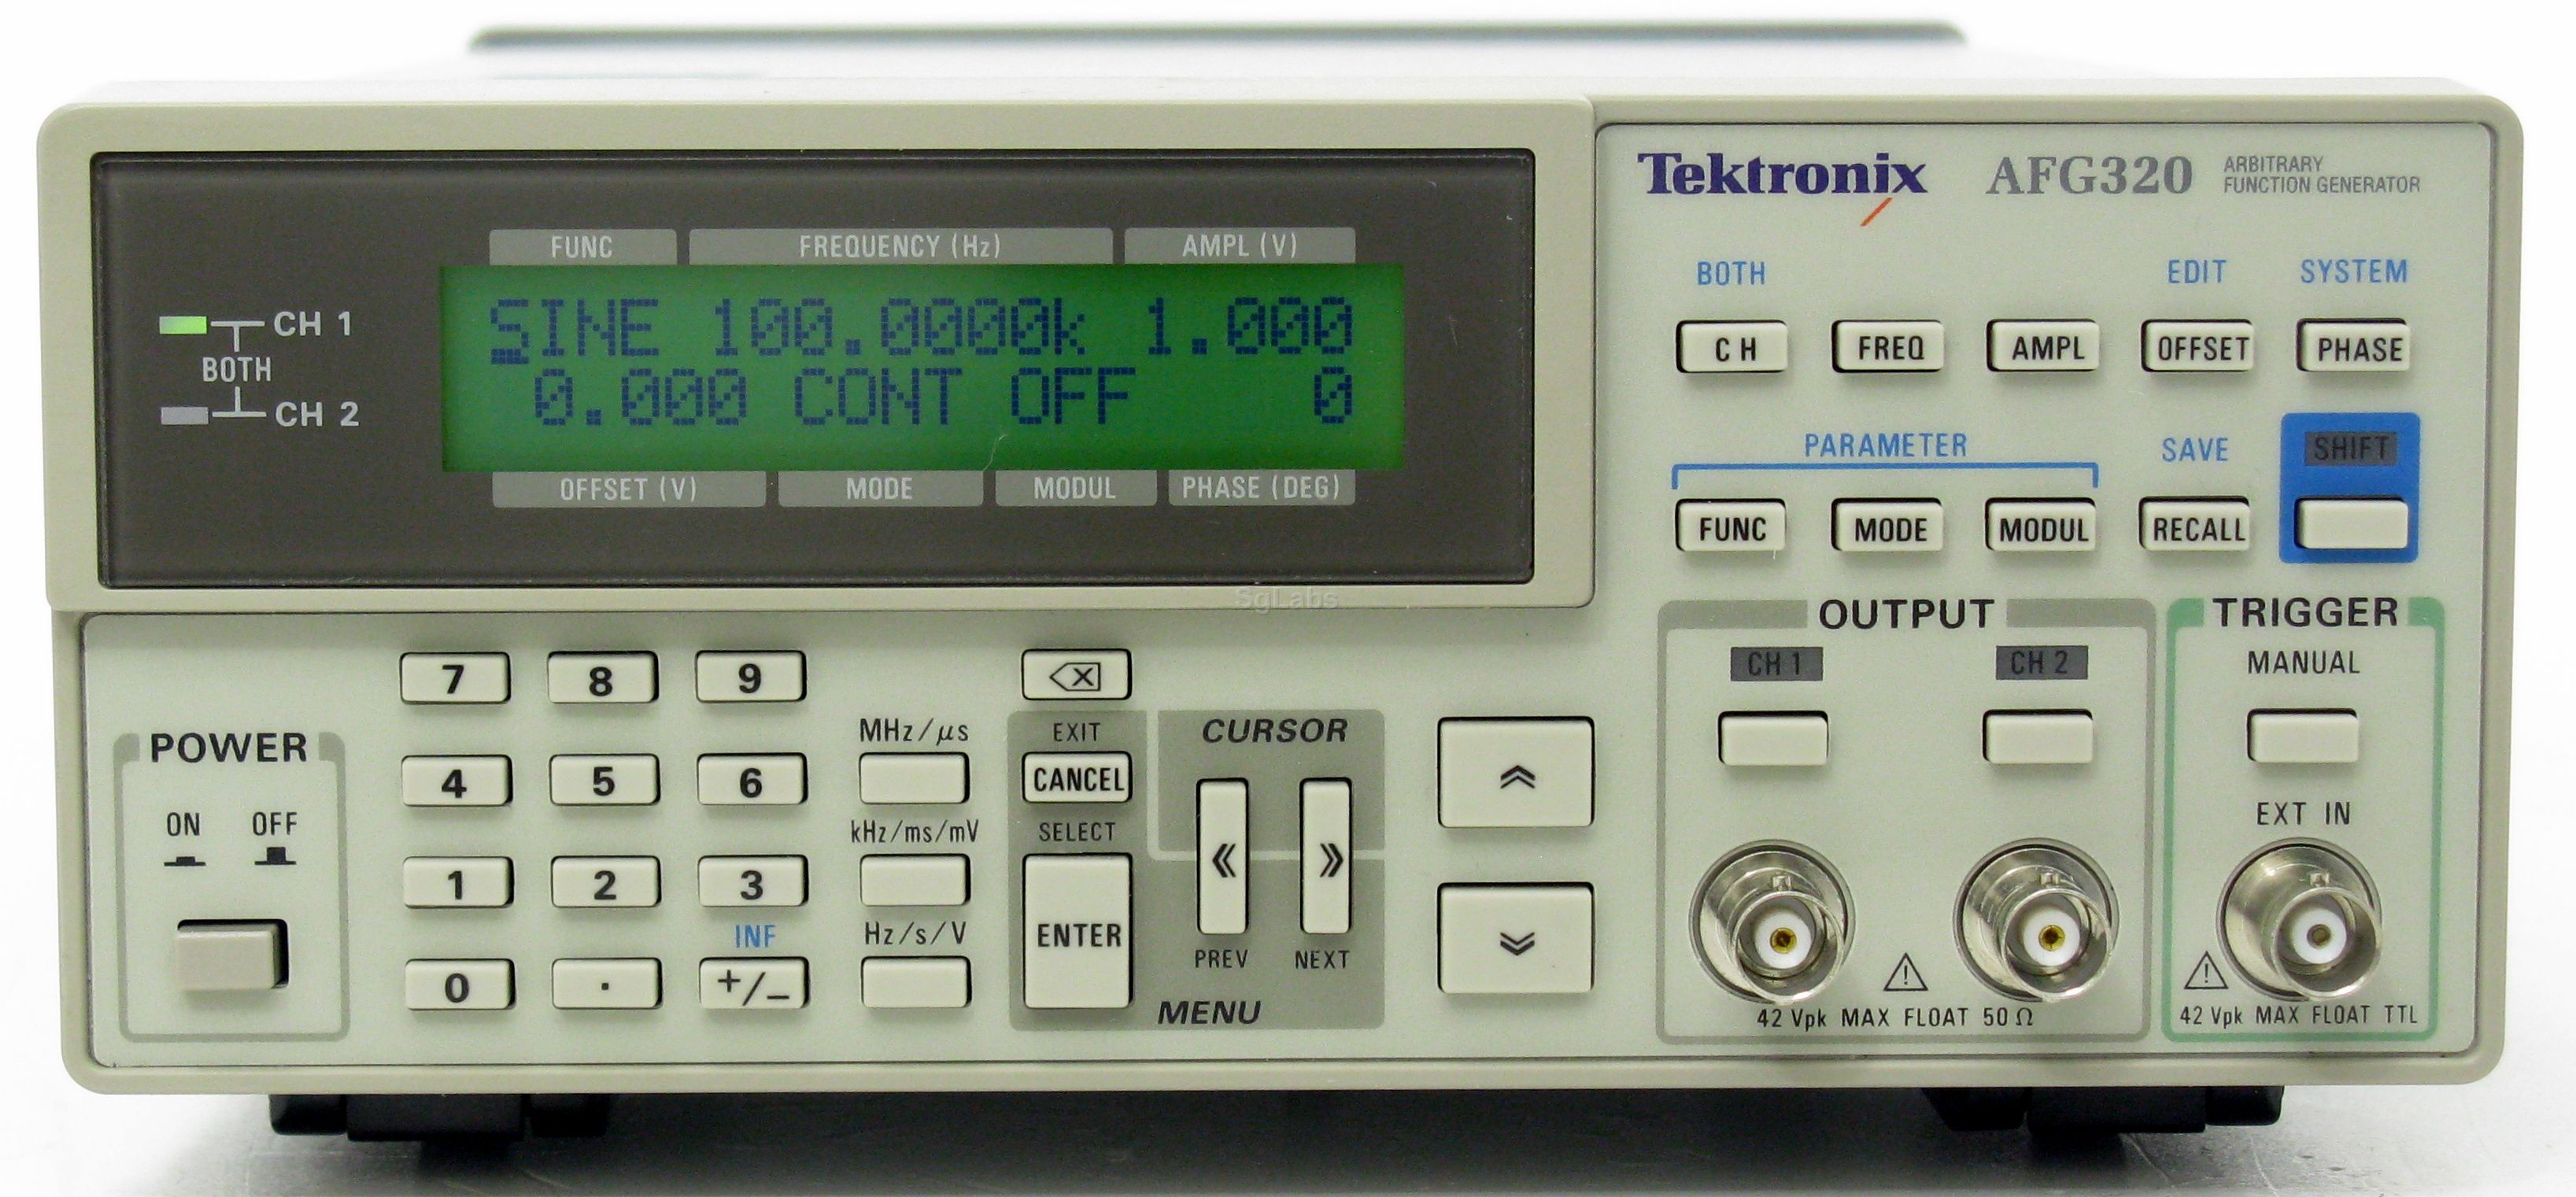 Tektronix AFG320 ARBITRARY
FUNCTION GENERATOR
FUNC FREQUENCY (Hz) AMPL (V)
SINE 100.0000k 1.000
0.000 CONT OFF 0
OFFSET (V) MODE MODUL PHASE (DEG)
CH 1
BOTH
CH 2
BOTH EDIT SYSTEM
CH FREQ AMPL OFFSET PHASE
PARAMETER SAVE SHIFT
FUNC MODE MODUL RECALL
SgLabs
POWER
ON OFF
7 8 9
4 5 6
1 2 3
INF
0 . +/−
MHz/µs
kHz/ms/mV
Hz/s/V
EXIT
CANCEL
SELECT
ENTER
CURSOR
« »
PREV NEXT
MENU
OUTPUT
CH 1 CH 2
42 Vpk MAX FLOAT 50 Ω
TRIGGER
MANUAL
EXT IN
42 Vpk MAX FLOAT TTL